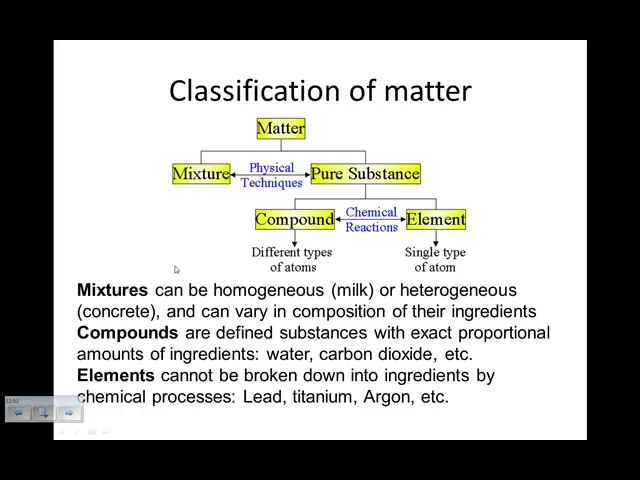 Classification of matter
Matter
Mixture
Physical
Techniques
Pure Substance
Compound
Chemical
Reactions
Element
Different types
of atoms
Single type
of atom
Mixtures can be homogeneous (milk) or heterogeneous
(concrete), and can vary in composition of their ingredients
Compounds are defined substances with exact proportional
amounts of ingredients: water, carbon dioxide, etc.
Elements cannot be broken down into ingredients by
chemical processes: Lead, titanium, Argon, etc.